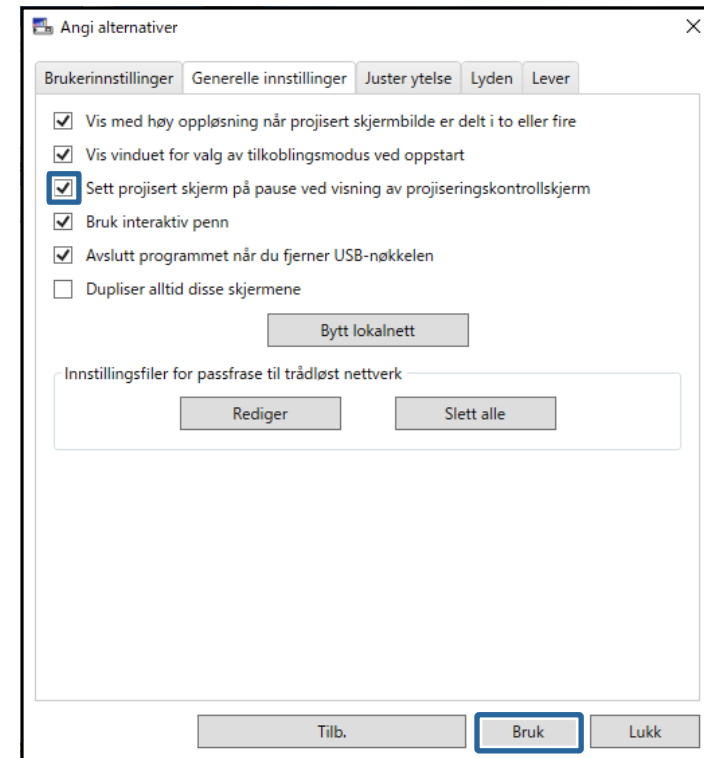 Angi alternativer
Brukerinnstillinger Generelle innstillinger Juster ytelse Lyden Lever
Vis med høy oppløsning når projisert skjermbilde er delt i to eller fire
Vis vinduet for valg av tilkoblingsmodus ved oppstart
Sett projisert skjerm på pause ved visning av projiseringskontrollskjerm
Bruk interaktiv penn
Avslutt programmet når du fjerner USB-nøkkelen
Dupliser alltid disse skjermene
Bytt lokalnett
Innstillingsfiler for passfrase til trådløst nettverk
Rediger Slett alle
Tilb. Bruk Lukk